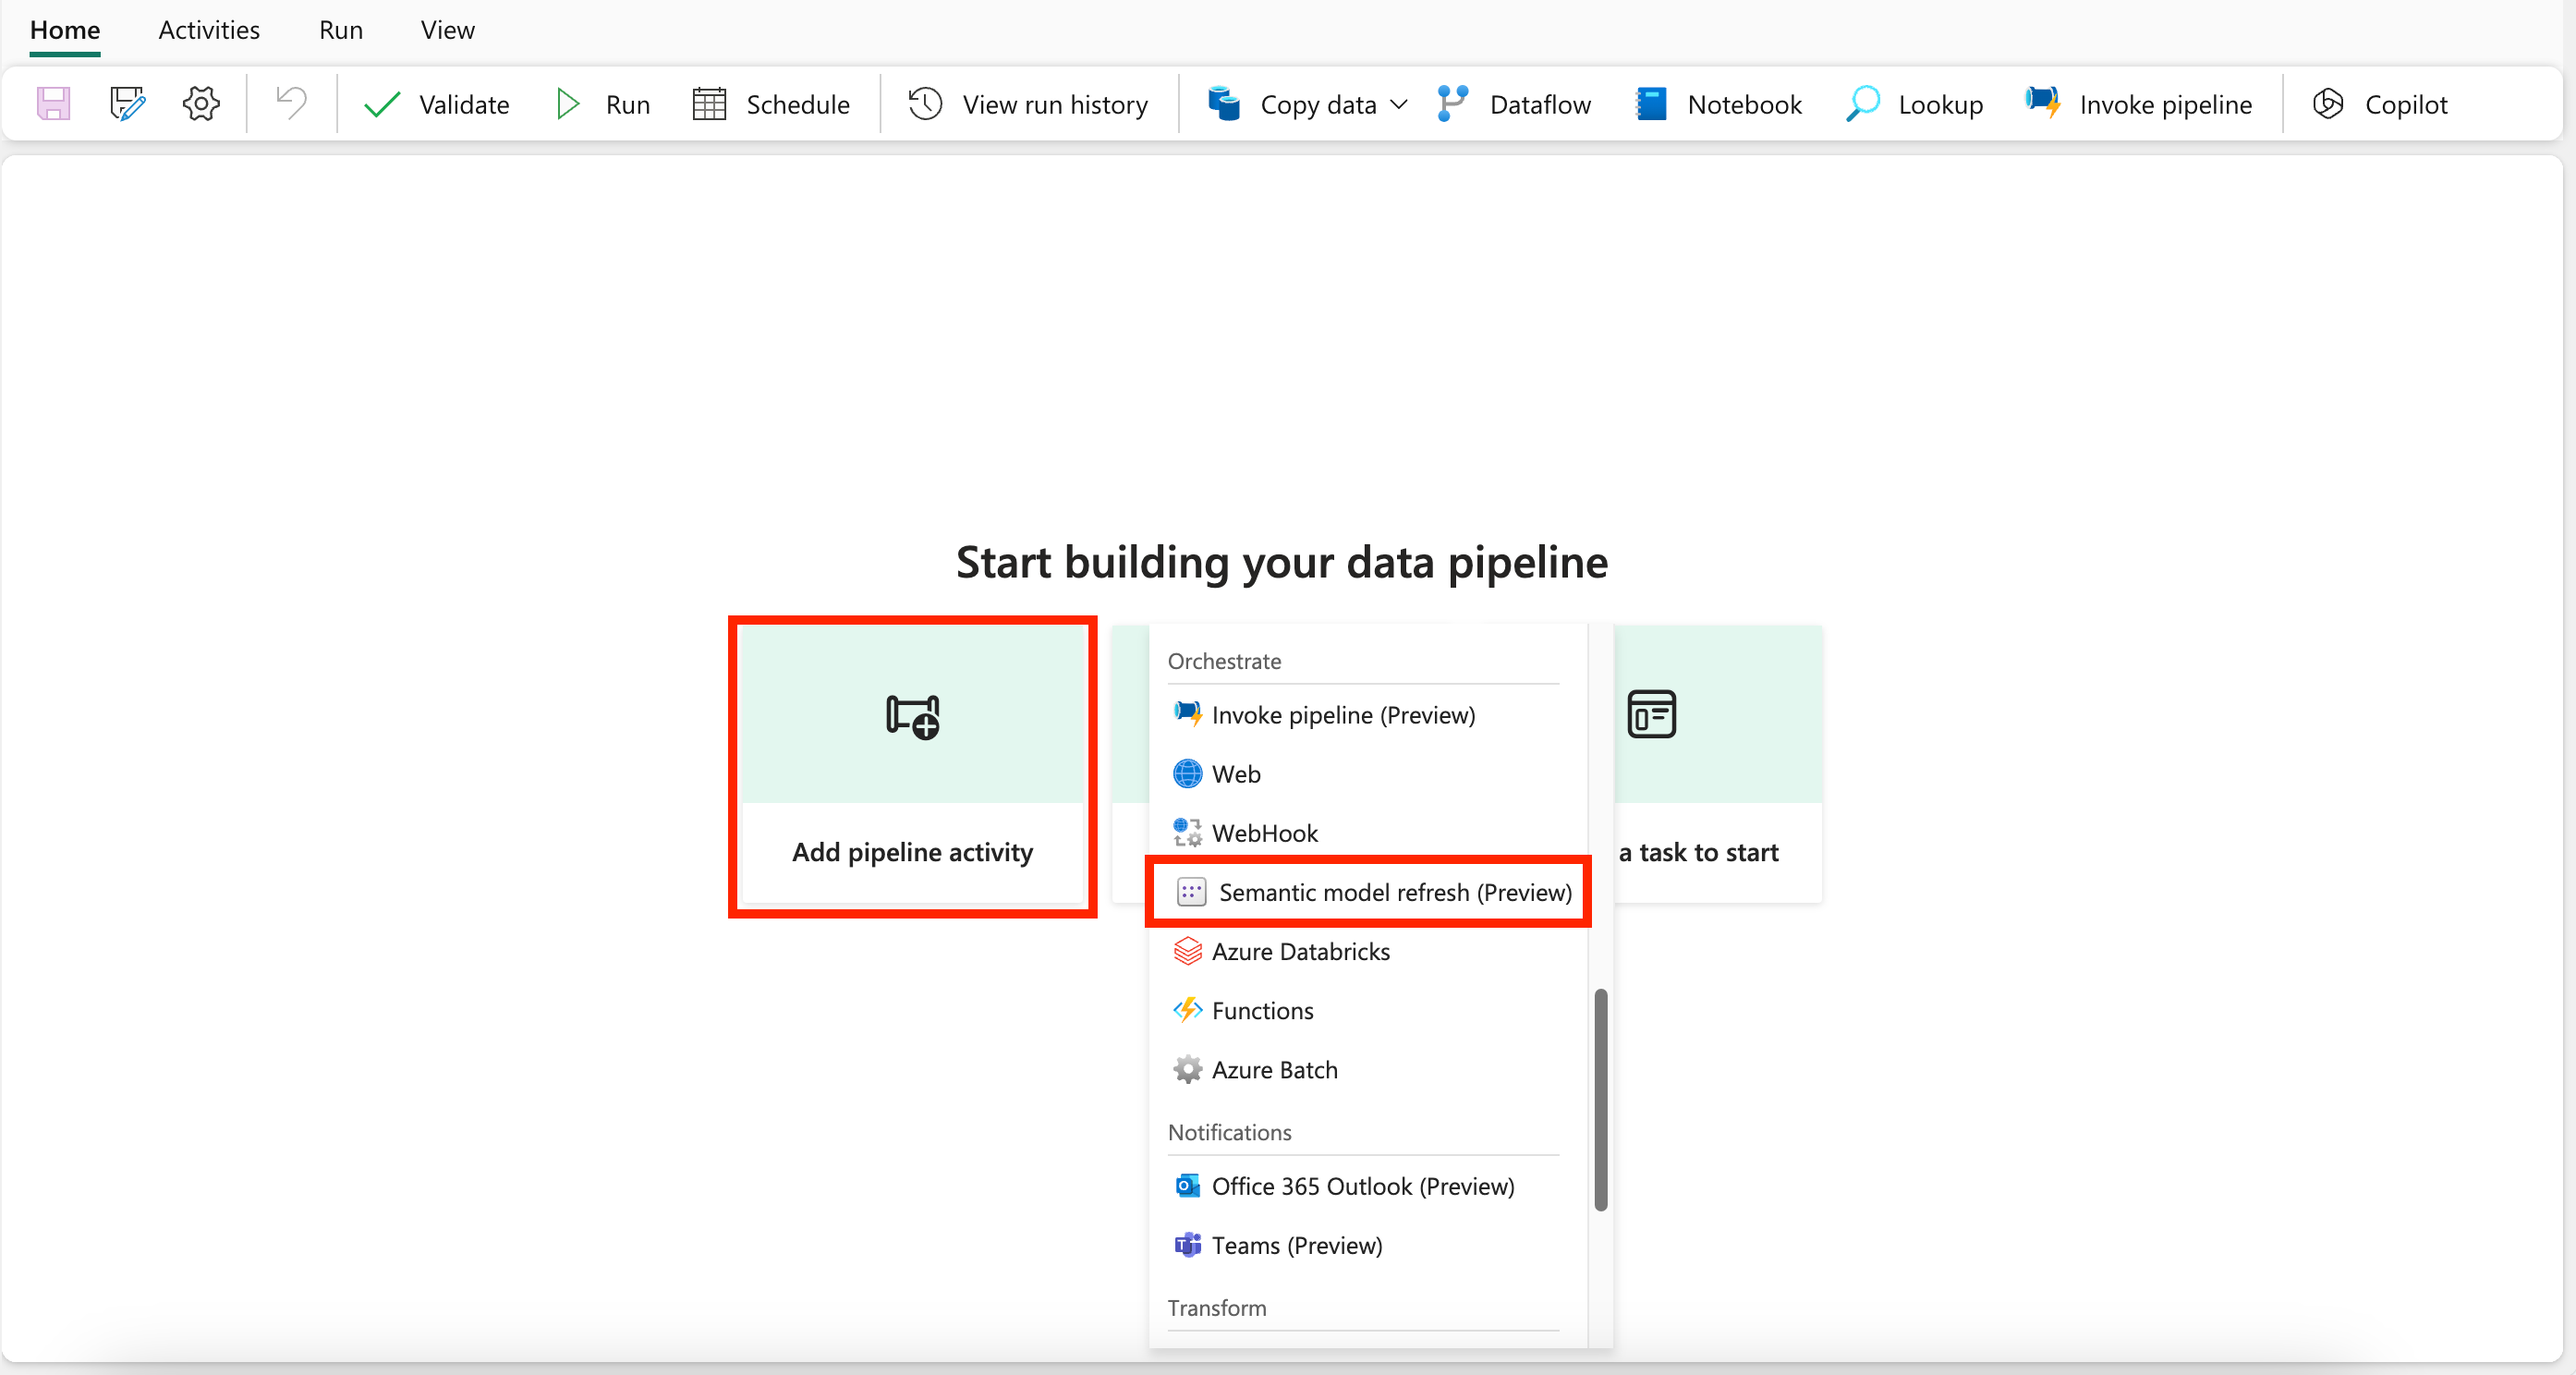 Home Activities Run View
Validate Run Schedule View run history Copy data Dataflow Notebook Lookup Invoke pipeline Copilot
Start building your data pipeline
Add pipeline activity
Orchestrate
Invoke pipeline (Preview)
Web
WebHook
Semantic model refresh (Preview)
Azure Databricks
Functions
Azure Batch
Notifications
Office 365 Outlook (Preview)
Teams (Preview)
Transform
a task to start